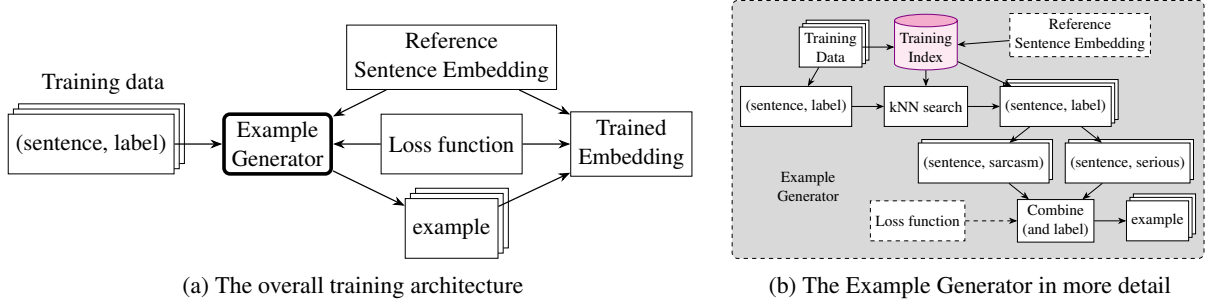 Training data
(sentence, label)
Example
Generator
Reference
Sentence Embedding
Loss function
example
Trained
Embedding
(a) The overall training architecture
Training
Data
Training
Index
Reference
Sentence Embedding
(sentence, label)
kNN search
(sentence, label)
(sentence, sarcasm)
(sentence, serious)
Example
Generator
Loss function
Combine
(and label)
example
(b) The Example Generator in more detail